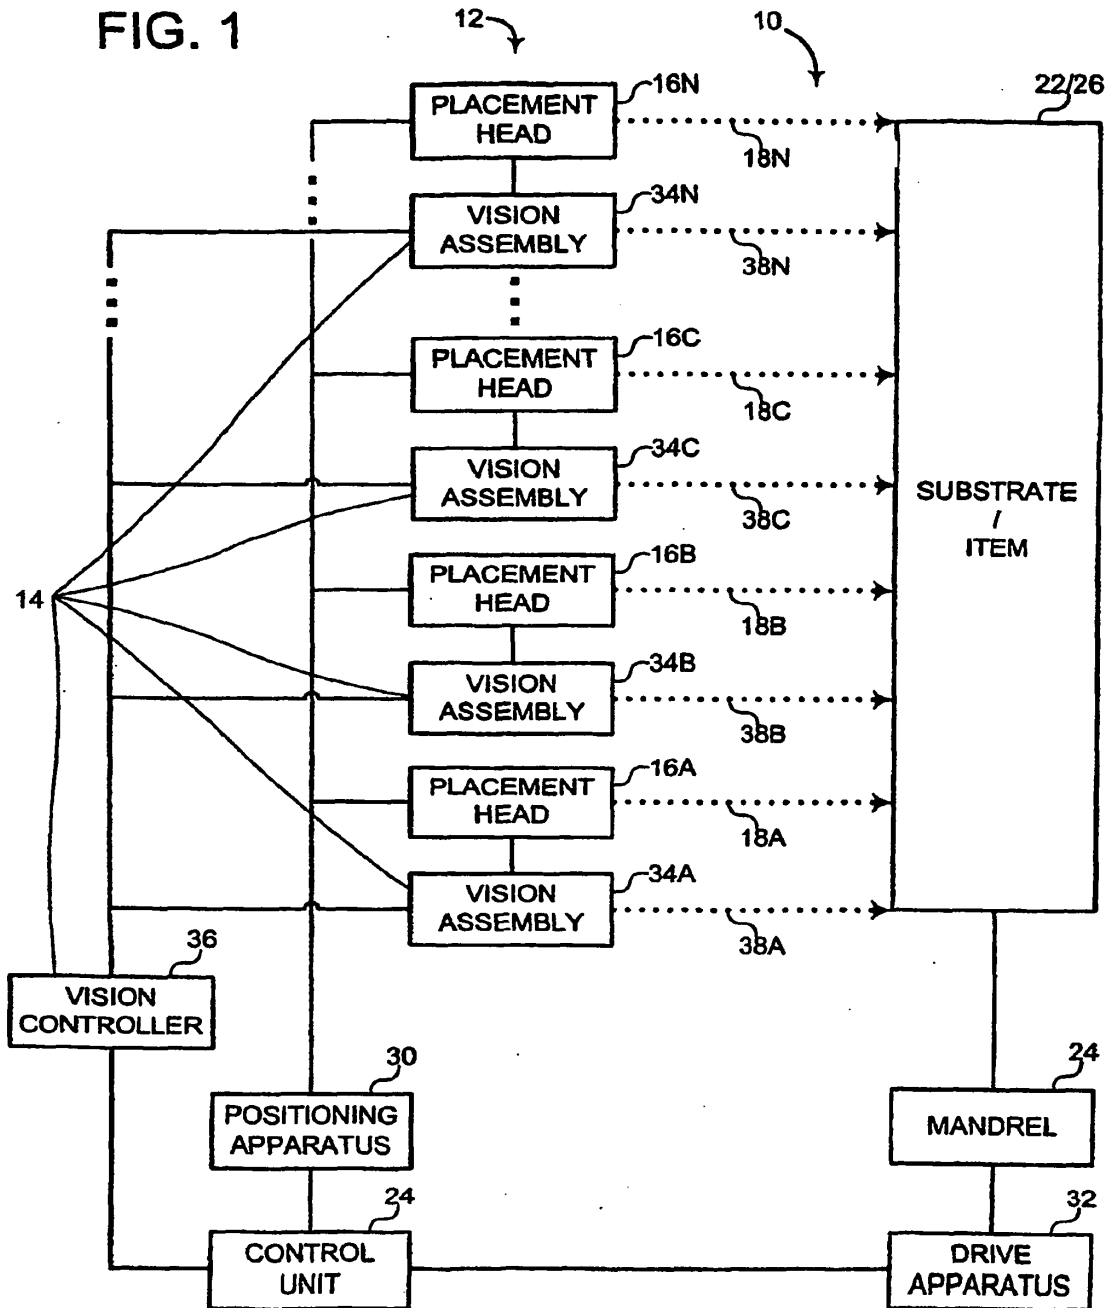 FIG. 1
12
10
16N
22/26
PLACEMENT
HEAD
18N
34N
VISION
ASSEMBLY
38N
16C
PLACEMENT
HEAD
18C
34C
VISION
ASSEMBLY
38C
SUBSTRATE
/
ITEM
16B
PLACEMENT
HEAD
18B
14
34B
VISION
ASSEMBLY
38B
16A
PLACEMENT
HEAD
18A
34A
VISION
ASSEMBLY
38A
36
VISION
CONTROLLER
30
POSITIONING
APPARATUS
24
MANDREL
24
CONTROL
UNIT
32
DRIVE
APPARATUS